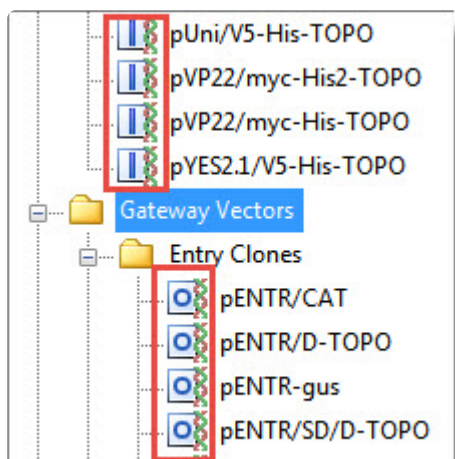 pUni/V5-His-TOPO
pVP22/myc-His2-TOPO
pVP22/myc-His-TOPO
pYES2.1/V5-His-TOPO
Gateway Vectors
Entry Clones
pENTR/CAT
pENTR/D-TOPO
pENTR-gus
pENTR/SD/D-TOPO